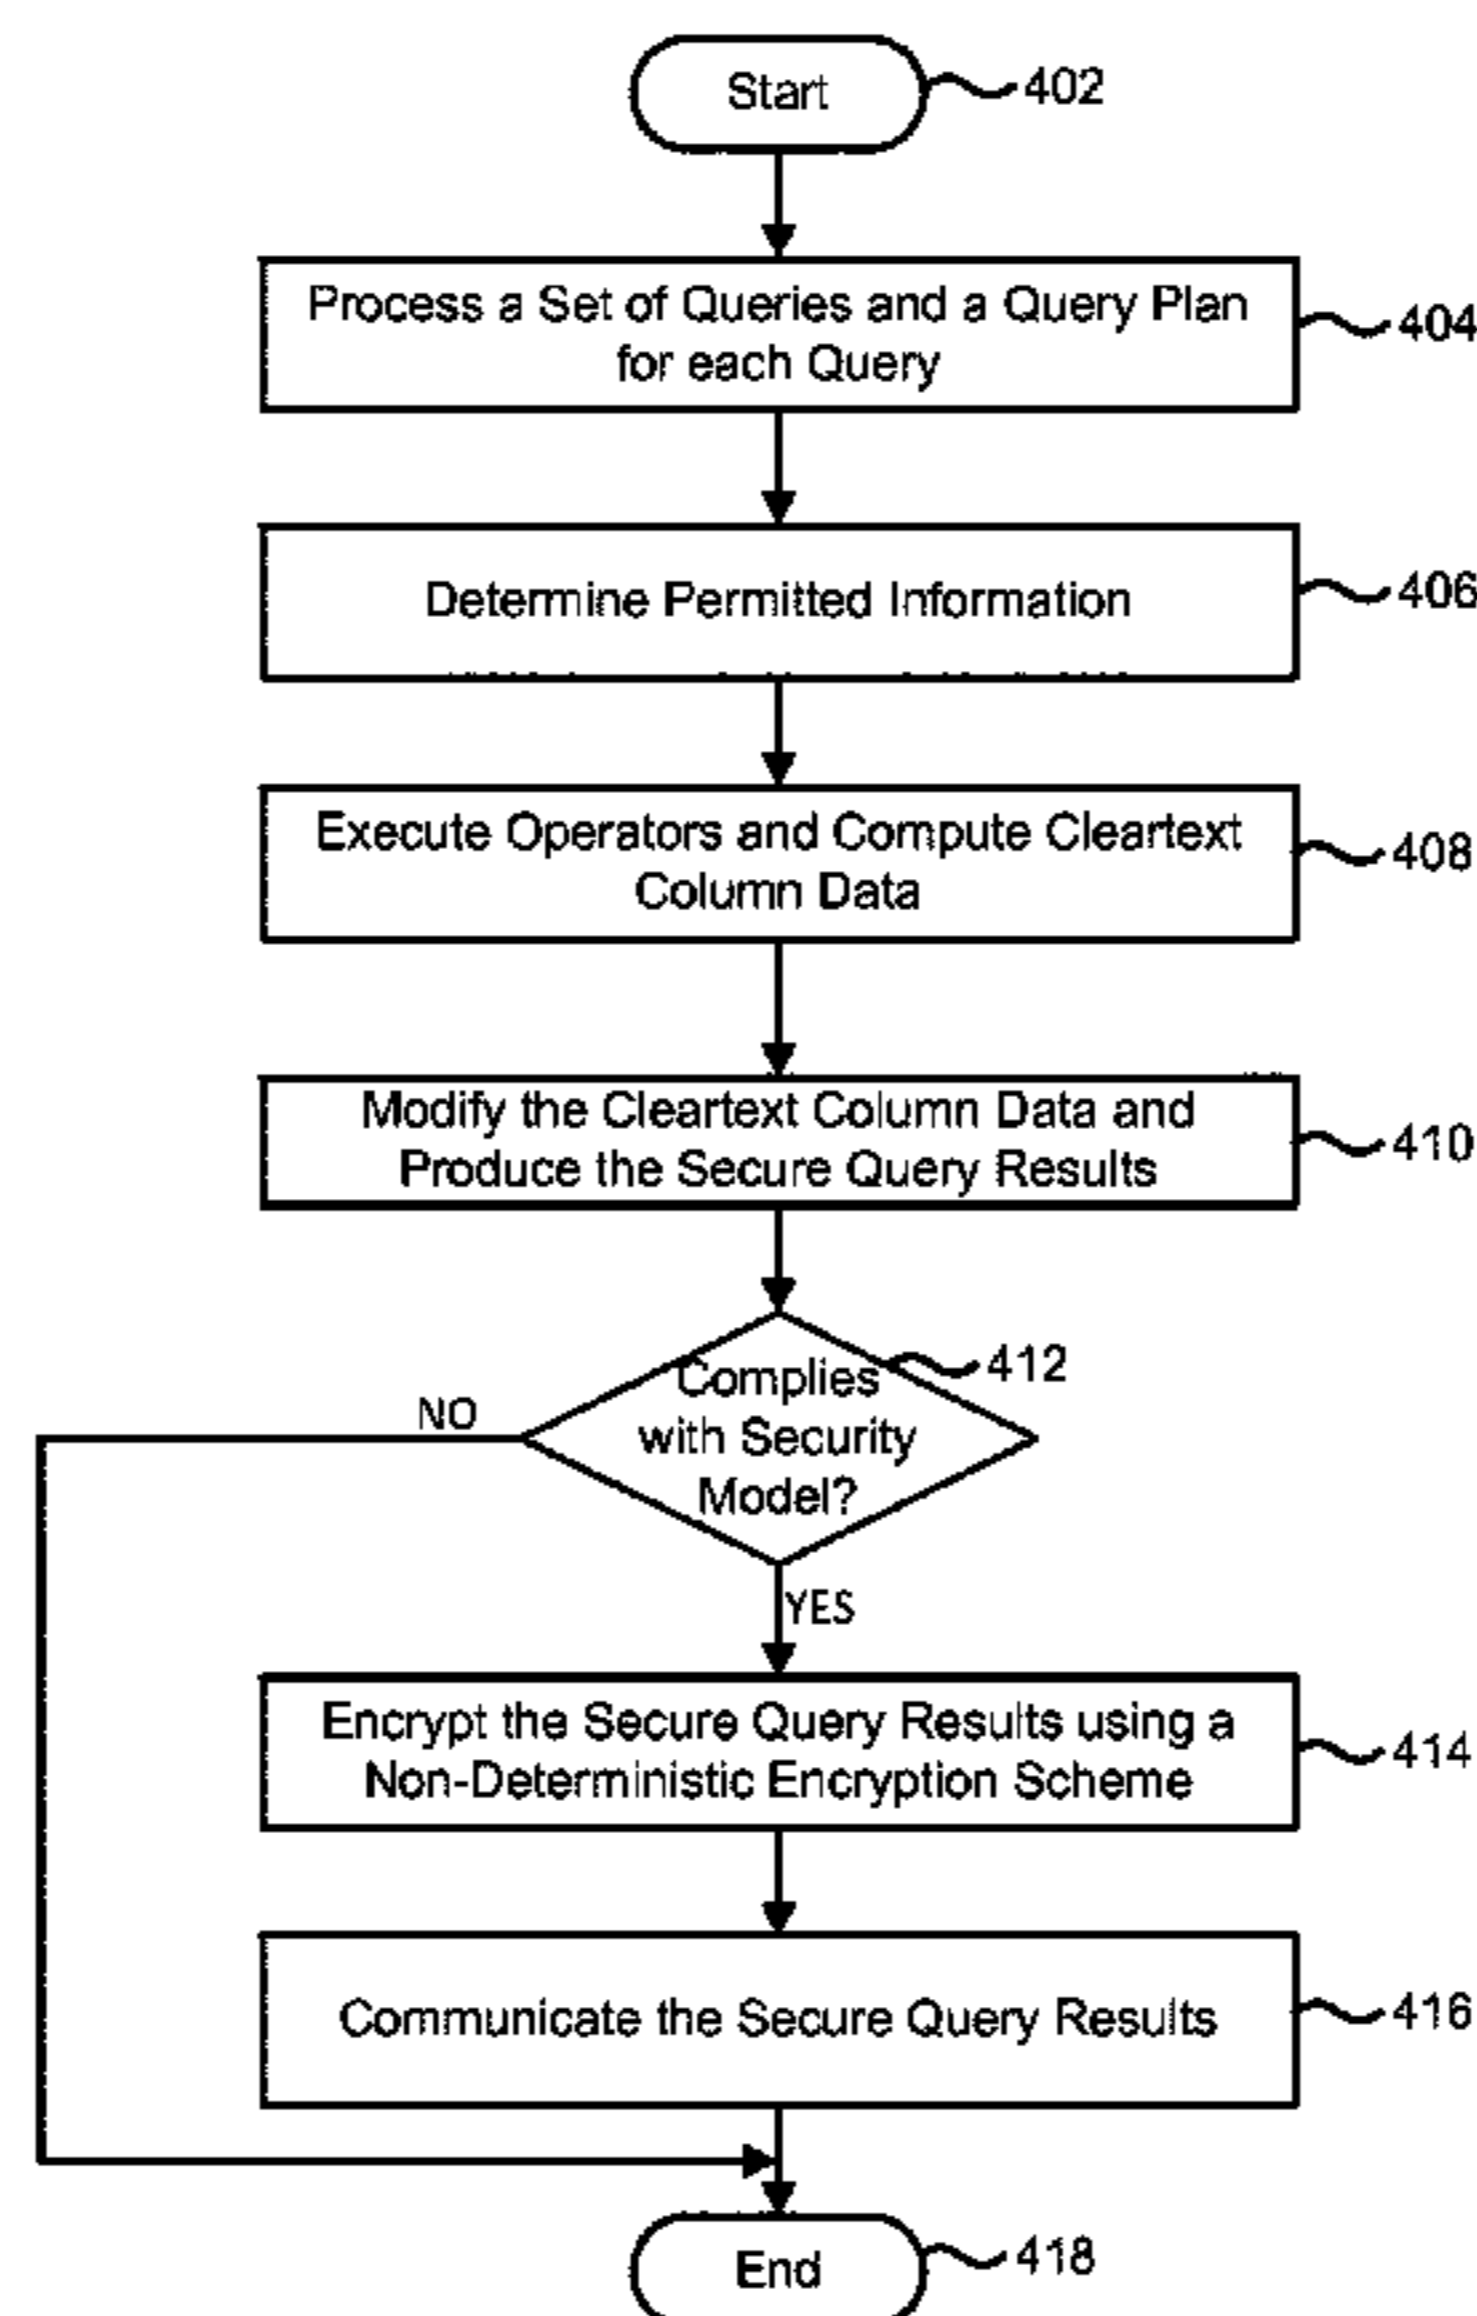 Start
402
Process a Set of Queries and a Query Plan
for each Query
404
Determine Permitted Information
406
Execute Operators and Compute Cleartext
Column Data
408
Modify the Cleartext Column Data and
Produce the Secure Query Results
410
Complies
with Security
Model?
412
NO
YES
Encrypt the Secure Query Results using a
Non-Deterministic Encryption Scheme
414
Communicate the Secure Query Results
416
End
418